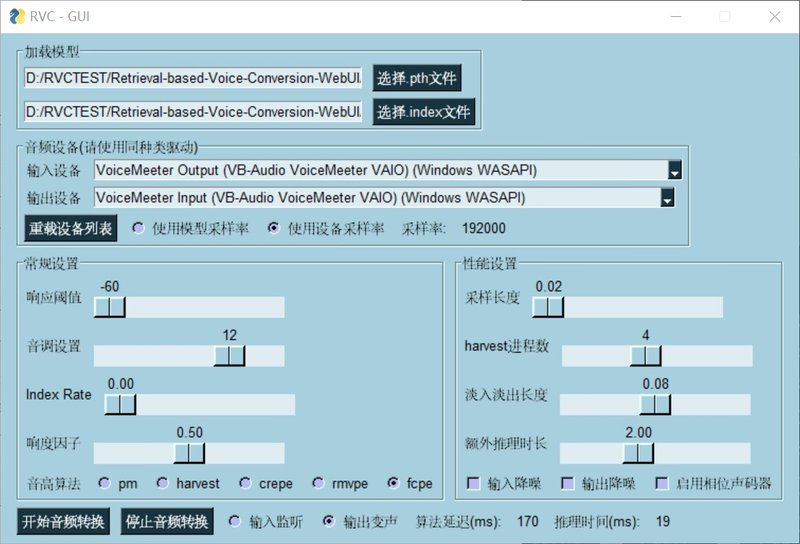 RVC - GUI
加载模型
D:/RVCTEST/Retrieval-based-Voice-Conversion-WebUI, 选择.pth文件
D:/RVCTEST/Retrieval-based-Voice-Conversion-WebUI, 选择.index文件
音频设备(请使用同种类驱动)
输入设备 VoiceMeeter Output (VB-Audio VoiceMeeter VAIO) (Windows WASAPI)
输出设备 VoiceMeeter Input (VB-Audio VoiceMeeter VAIO) (Windows WASAPI)
重载设备列表 使用模型采样率 使用设备采样率 采样率: 192000
常规设置
-60
响应阈值
12
音调设置
0.00
Index Rate
0.50
响度因子
音高算法 pm harvest crepe rmvpe fcpe
性能设置
0.02
采样长度
4
harvest进程数
0.08
淡入淡出长度
2.00
额外推理时长
输入降噪 输出降噪 启用相位声码器
开始音频转换 停止音频转换 输入监听 输出变声 算法延迟(ms): 170 推理时间(ms): 19